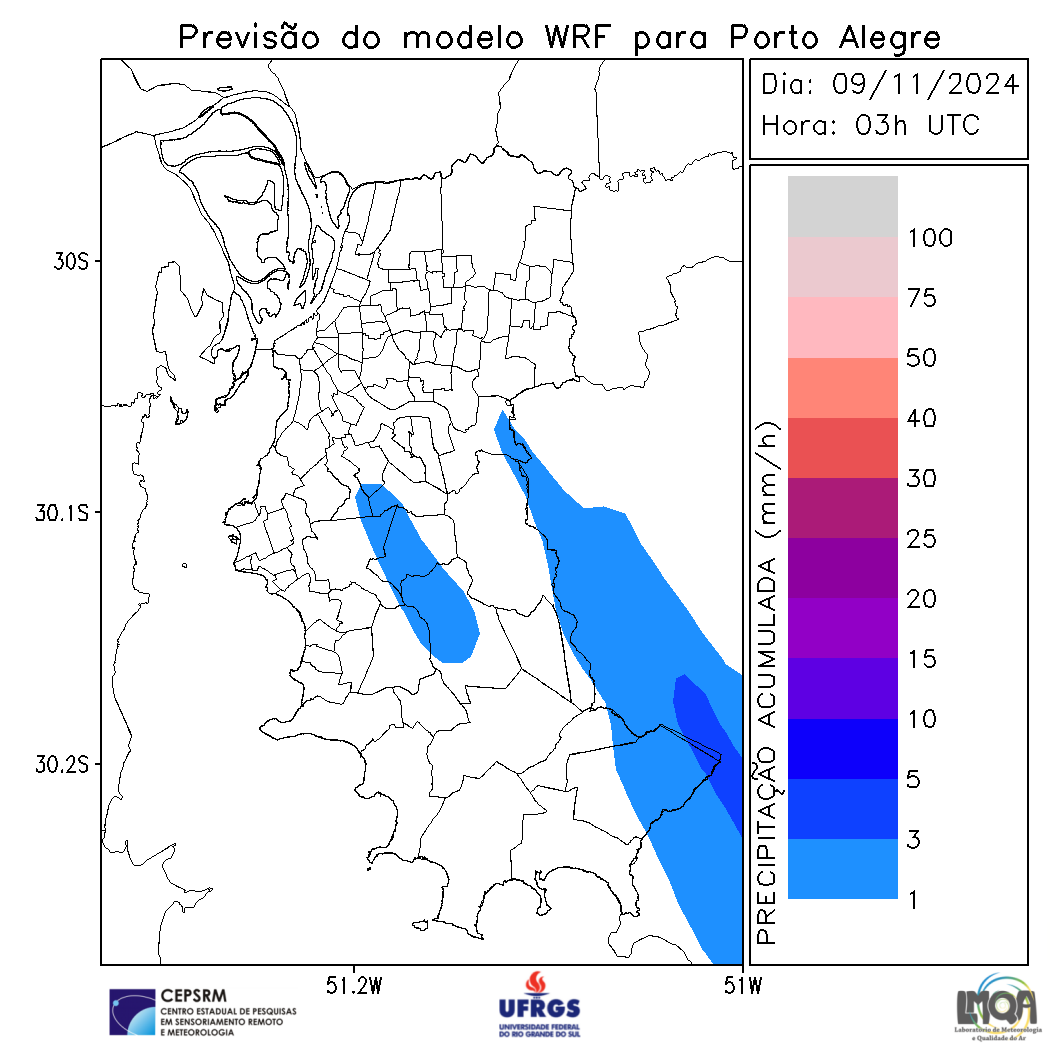 Previsão do modelo WRF para Porto Alegre
Dia: 09/11/2024
Hora: 03h UTC
30S
30.1S
30.2S
51.2W
51W
PRECIPITAÇÃO ACUMULADA (mm/h)
100
75
50
40
30
25
20
15
10
5
3
1
CEPSRM
CENTRO ESTADUAL DE PESQUISAS
EM SENSORIAMENTO REMOTO
E METEOROLOGIA
UFRGS
UNIVERSIDADE FEDERAL
DO RIO GRANDE DO SUL
LMQA
Laboratório de Meteorologia
e Qualidade do Ar